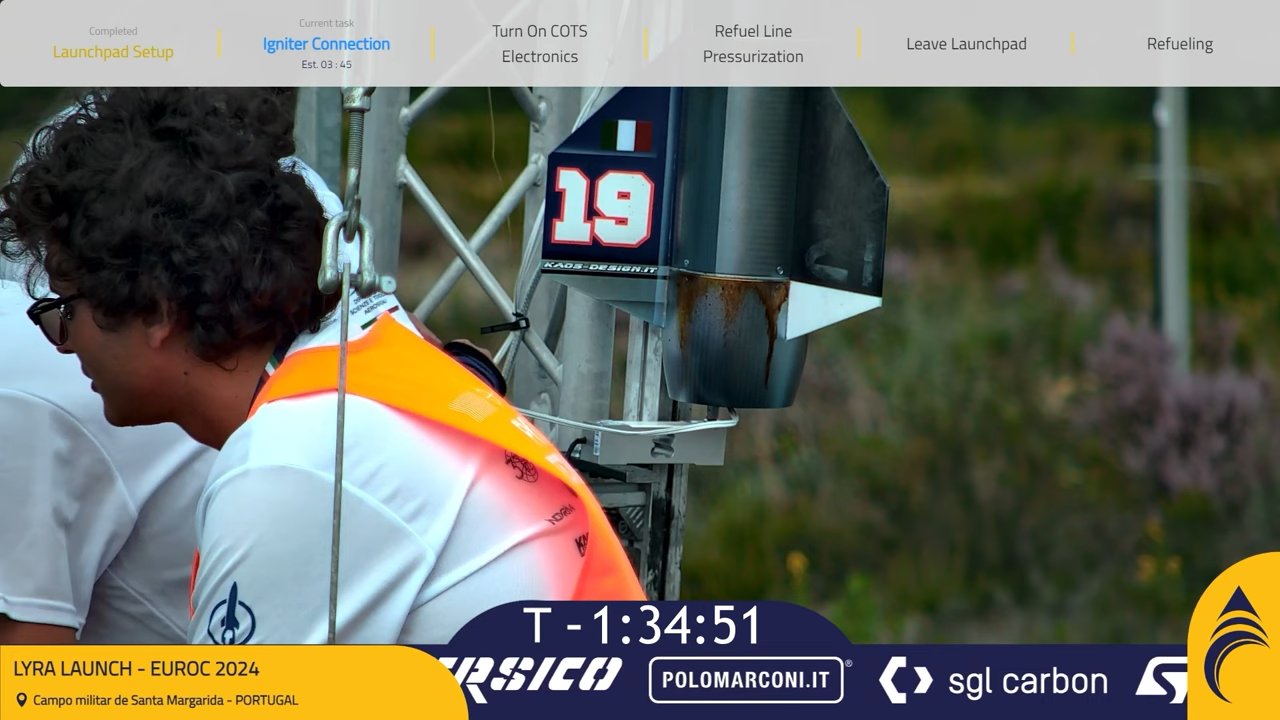 Completed
Launchpad Setup
Current task
Igniter Connection
Est. 03 : 45
Turn On COTS
Electronics
Refuel Line
Pressurization
Leave Launchpad
Refueling
19
KAOS-DESIGN.IT
T - 1:34:51
LYRA LAUNCH - EUROC 2024
Campo militar de Santa Margarida - PORTUGAL
POLOMARCONI.IT
sgl carbon